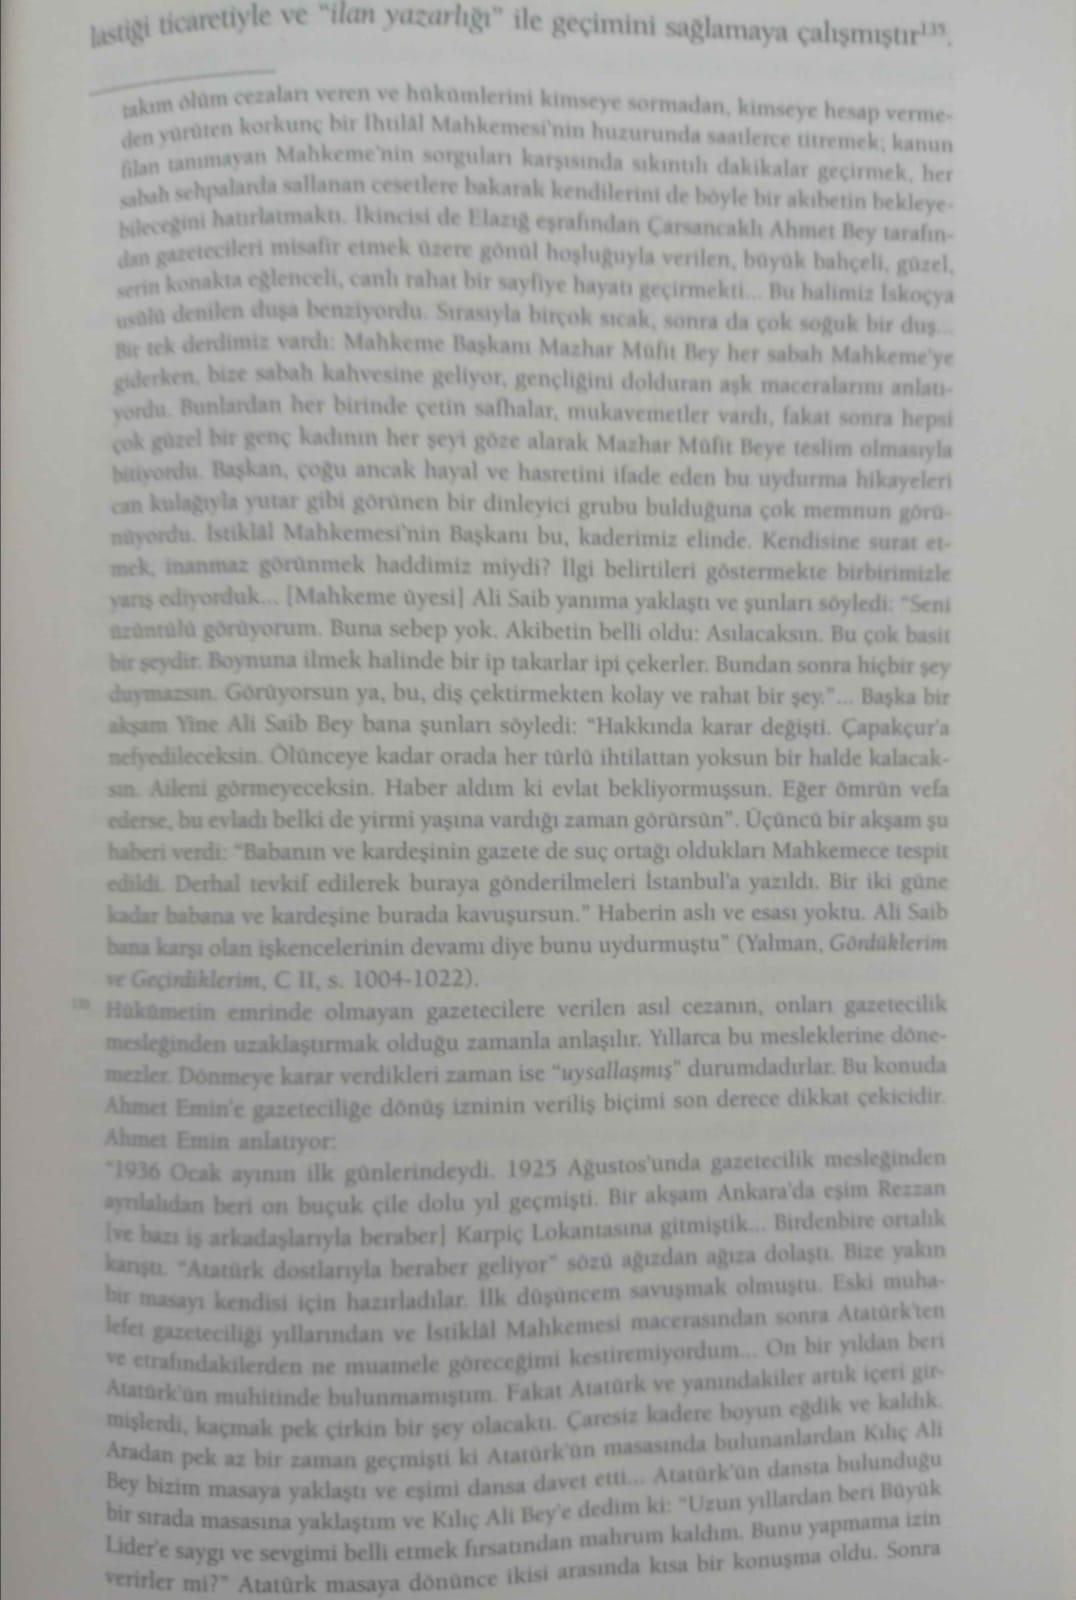 lastiği ticaretiyle ve “ilan yazarlığı” ile geçimini sağlamaya çalışmıştır¹³⁵.
takım ölüm cezaları veren ve hükümlerini kimseye sormadan, kimseye hesap verme-
den yürüten korkunç bir İhtilâl Mahkemesi'nin huzurunda saatlerce titremek; kanun
filan tanımayan Mahkeme'nin sorguları karşısında sıkıntılı dakikalar geçirmek, her
sabah sehpalarda sallanan cesetlere bakarak kendilerini de böyle bir akıbetin bekleye-
bileceğini hatırlatmaktı. İkincisi de Elazığ eşrafından Çarsancaklı Ahmet Bey tarafın-
dan gazetecileri misafir etmek üzere gönül hoşluğuyla verilen, büyük bahçeli, güzel,
serin konakta eğlenceli, canlı rahat bir sayfiye hayatı geçirmekti... Bu halimiz İskoçya
usûlü denilen duşa benziyordu. Sırasıyla birçok sıcak, sonra da çok soğuk bir duş...
Bir tek derdimiz vardı: Mahkeme Başkanı Mazhar Müfit Bey her sabah Mahkeme'ye
giderken, bize sabah kahvesine geliyor, gençliğini dolduran aşk maceralarını anlatı-
yordu. Bunlardan her birinde çetin safhalar, mukavemetler vardı, fakat sonra hepsi
çok güzel bir genç kadının her şeyi göze alarak Mazhar Müfit Beye teslim olmasıyla
bitiyordu. Başkan, çoğu ancak hayal ve hasretini ifade eden bu uydurma hikayeleri
can kulağıyla yutar gibi görünen bir dinleyici grubu bulduğuna çok memnun görü-
nüyordu. İstiklâl Mahkemesi'nin Başkanı bu, kaderimiz elinde. Kendisine surat et-
mek, inanmaz görünmek haddimiz miydi? İlgi belirtileri göstermekte birbirimizle
yarış ediyorduk... [Mahkeme üyesi] Ali Saib yanıma yaklaştı ve şunları söyledi: “Seni
üzüntülü görüyorum. Buna sebep yok. Akibetin belli oldu: Asılacaksın. Bu çok basit
bir şeydir. Boynuna ilmek halinde bir ip takarlar ipi çekerler. Bundan sonra hiçbir şey
duymazsın. Görüyorsun ya, bu, diş çektirmekten kolay ve rahat bir şey.”... Başka bir
akşam Yine Ali Saib Bey bana şunları söyledi: “Hakkında karar değişti. Çapakçur'a
nefyedileceksin. Ölünceye kadar orada her türlü ihtilattan yoksun bir halde kalacak-
sın. Aileni görmeyeceksin. Haber aldım ki evlat bekliyormuşsun. Eğer ömrün vefa
ederse, bu evladı belki de yirmi yaşına vardığı zaman görürsün”. Üçüncü bir akşam şu
haberi verdi: “Babanın ve kardeşinin gazete de suç ortağı oldukları Mahkemece tespit
edildi. Derhal tevkif edilerek buraya gönderilmeleri İstanbul'a yazıldı. Bir iki güne
kadar babana ve kardeşine burada kavuşursun.” Haberin aslı ve esası yoktu. Ali Saib
bana karşı olan işkencelerinin devamı diye bunu uydurmuştu” (Yalman, Gördüklerim
ve Geçirdiklerim, C II, s. 1004-1022).
¹³⁵ Hükûmetin emrinde olmayan gazetecilere verilen asıl cezanın, onları gazetecilik
mesleğinden uzaklaştırmak olduğu zamanla anlaşılır. Yıllarca bu mesleklerine döne-
mezler. Dönmeye karar verdikleri zaman ise “uysallaşmış” durumdadırlar. Bu konuda
Ahmet Emin'e gazeteciliğe dönüş izninin veriliş biçimi son derece dikkat çekicidir.
Ahmet Emin anlatıyor:
“1936 Ocak ayının ilk günlerindeydi. 1925 Ağustos'unda gazetecilik mesleğinden
ayrılalıdan beri on buçuk çile dolu yıl geçmişti. Bir akşam Ankara'da eşim Rezzan
[ve bazı iş arkadaşlarıyla beraber] Karpiç Lokantasına gitmiştik... Birdenbire ortalık
karıştı. “Atatürk dostlarıyla beraber geliyor” sözü ağızdan ağıza dolaştı. Bize yakın
bir masayı kendisi için hazırladılar. İlk düşüncem savuşmak olmuştu. Eski muha-
lefet gazeteciliği yıllarından ve İstiklâl Mahkemesi macerasından sonra Atatürk'ten
ve etrafındakilerden ne muamele göreceğimi kestiremiyordum... On bir yıldan beri
Atatürk'ün muhitinde bulunmamıştım. Fakat Atatürk ve yanındakiler artık içeri gir-
mişlerdi, kaçmak pek çirkin bir şey olacaktı. Çaresiz kadere boyun eğdik ve kaldık.
Aradan pek az bir zaman geçmişti ki Atatürk'ün masasında bulunanlardan Kılıç Ali
Bey bizim masaya yaklaştı ve eşimi dansa davet etti... Atatürk'ün dansta bulunduğu
bir sırada masasına yaklaştım ve Kılıç Ali Bey'e dedim ki: “Uzun yıllardan beri Büyük
Lider'e saygı ve sevgimi belli etmek fırsatından mahrum kaldım. Bunu yapmama izin
verirler mi?” Atatürk masaya dönünce ikisi arasında kısa bir konuşma oldu. Sonra